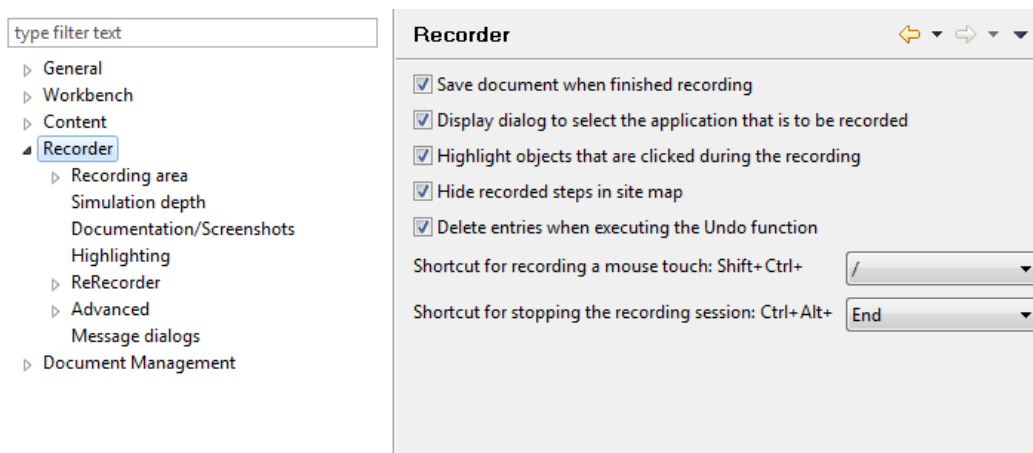 type filter text
General
Workbench
Content
Recorder
Recording area
Simulation depth
Documentation/Screenshots
Highlighting
ReRecorder
Advanced
Message dialogs
Document Management
Recorder
Save document when finished recording
Display dialog to select the application that is to be recorded
Highlight objects that are clicked during the recording
Hide recorded steps in site map
Delete entries when executing the Undo function
Shortcut for recording a mouse touch: Shift+Ctrl+ /
Shortcut for stopping the recording session: Ctrl+Alt+ End